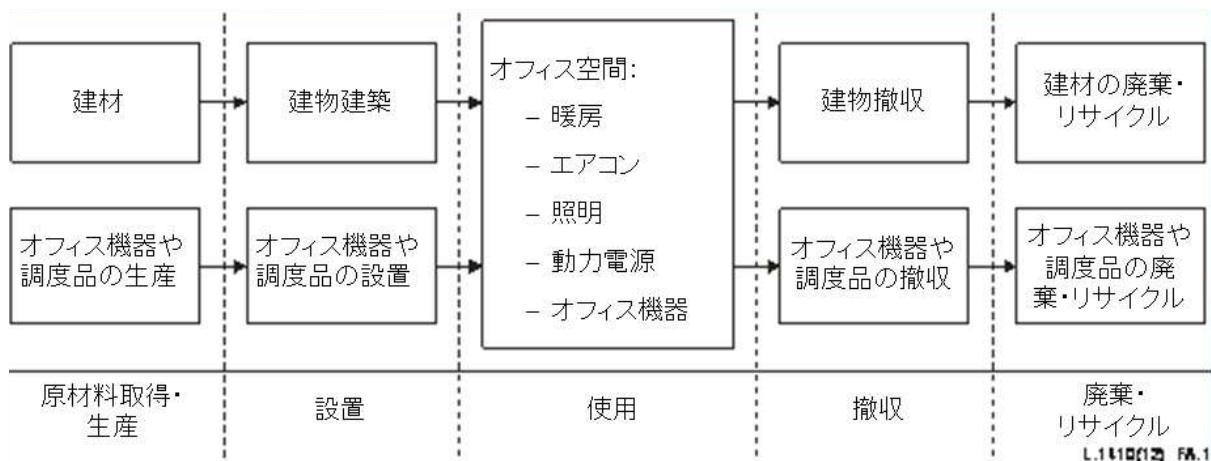 建材
建物建築
オフィス空間:
– 暖房
– エアコン
– 照明
– 動力電源
– オフィス機器
建物撤収
建材の廃棄・
リサイクル
オフィス機器や
調度品の生産
オフィス機器や
調度品の設置
オフィス機器や
調度品の撤収
オフィス機器や
調度品の廃
棄・リサイクル
原材料取得・
生産
設置
使用
撤収
廃棄・
リサイクル
L.1410(12)